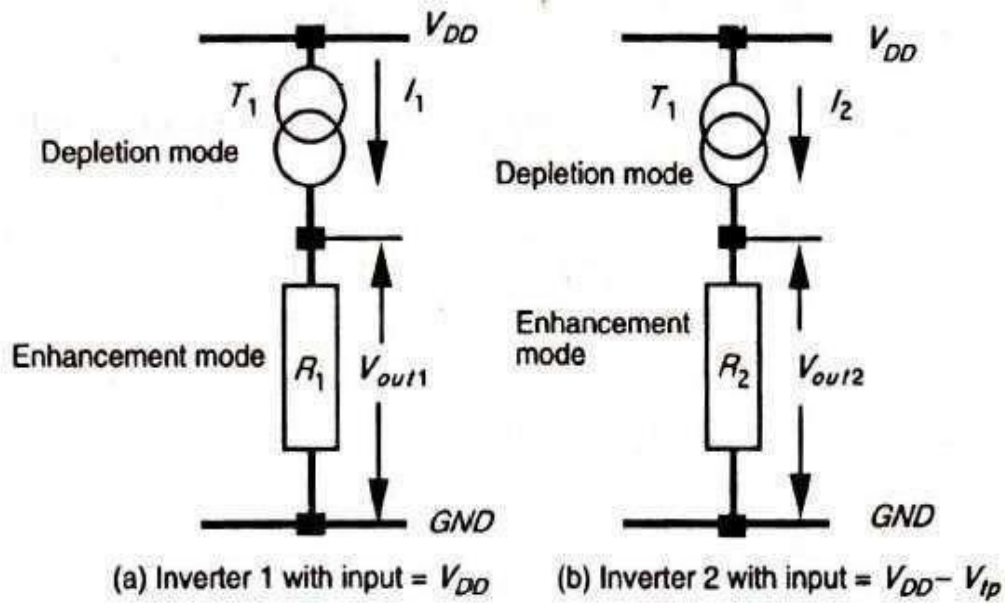 V_DD
T_1
I_1
Depletion mode
Enhancement mode
R_1
V_out1
GND
(a) Inverter 1 with input = V_DD
V_DD
T_1
I_2
Depletion mode
Enhancement
mode
R_2
V_out2
GND
(b) Inverter 2 with input = V_DD – V_tp